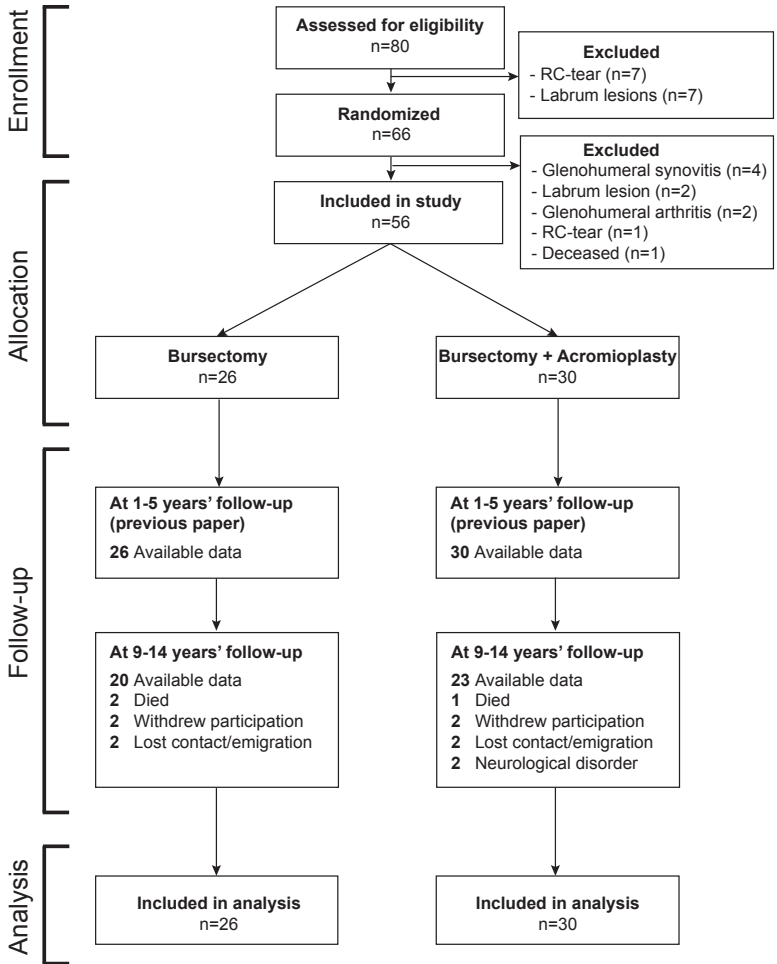 Enrollment
Assessed for eligibility
n=80
Excluded
- RC-tear (n=7)
- Labrum lesions (n=7)
Randomized
n=66
Excluded
- Glenohumeral synovitis (n=4)
- Labrum lesion (n=2)
- Glenohumeral arthritis (n=2)
- RC-tear (n=1)
- Deceased (n=1)
Allocation
Included in study
n=56
Bursectomy
n=26
Bursectomy + Acromioplasty
n=30
Follow-up
At 1-5 years’ follow-up
(previous paper)
26 Available data
At 1-5 years’ follow-up
(previous paper)
30 Available data
At 9-14 years’ follow-up
20 Available data
2 Died
2 Withdrew participation
2 Lost contact/emigration
At 9-14 years’ follow-up
23 Available data
1 Died
2 Withdrew participation
2 Lost contact/emigration
2 Neurological disorder
Analysis
Included in analysis
n=26
Included in analysis
n=30